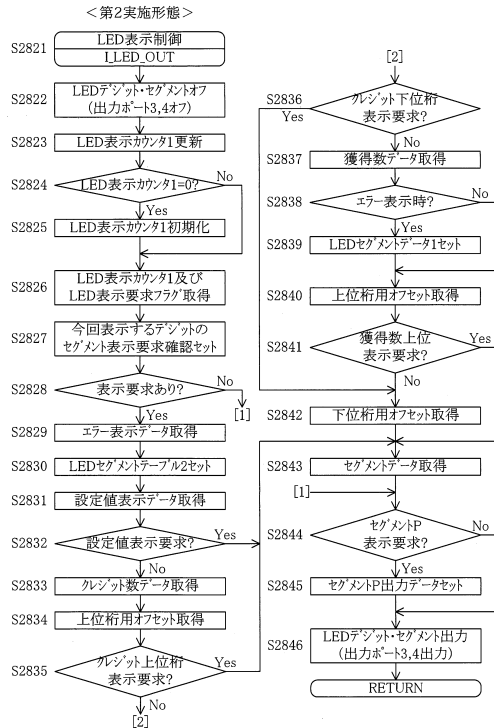 <第2実施形態>
S2821
LED表示制御
I_LED_OUT
S2822
LEDデジット・セグメントオフ
(出力ポート3,4オフ)
S2823
LED表示カウンタ1更新
S2824
LED表示カウンタ1=0?
No
Yes
S2825
LED表示カウンタ1初期化
S2826
LED表示カウンタ1及び
LED表示要求フラグ取得
S2827
今回表示するデジットの
セグメント表示要求確認セット
S2828
表示要求あり?
No
[1]
Yes
S2829
エラー表示データ取得
S2830
LEDセグメントテーブル2セット
S2831
設定値表示データ取得
S2832
設定値表示要求?
Yes
No
S2833
クレジット数データ取得
S2834
上位桁用オフセット取得
S2835
クレジット上位桁
表示要求?
Yes
No
[2]
[2]
S2836
クレジット下位桁
表示要求?
Yes
No
S2837
獲得数データ取得
S2838
エラー表示時?
No
Yes
S2839
LEDセグメントデータ1セット
S2840
上位桁用オフセット取得
S2841
獲得数上位
表示要求?
Yes
No
S2842
下位桁用オフセット取得
S2843
セグメントデータ取得
[1]
S2844
セグメントP
表示要求?
No
Yes
S2845
セグメントP出力データセット
S2846
LEDデジット・セグメント出力
(出力ポート3,4出力)
RETURN